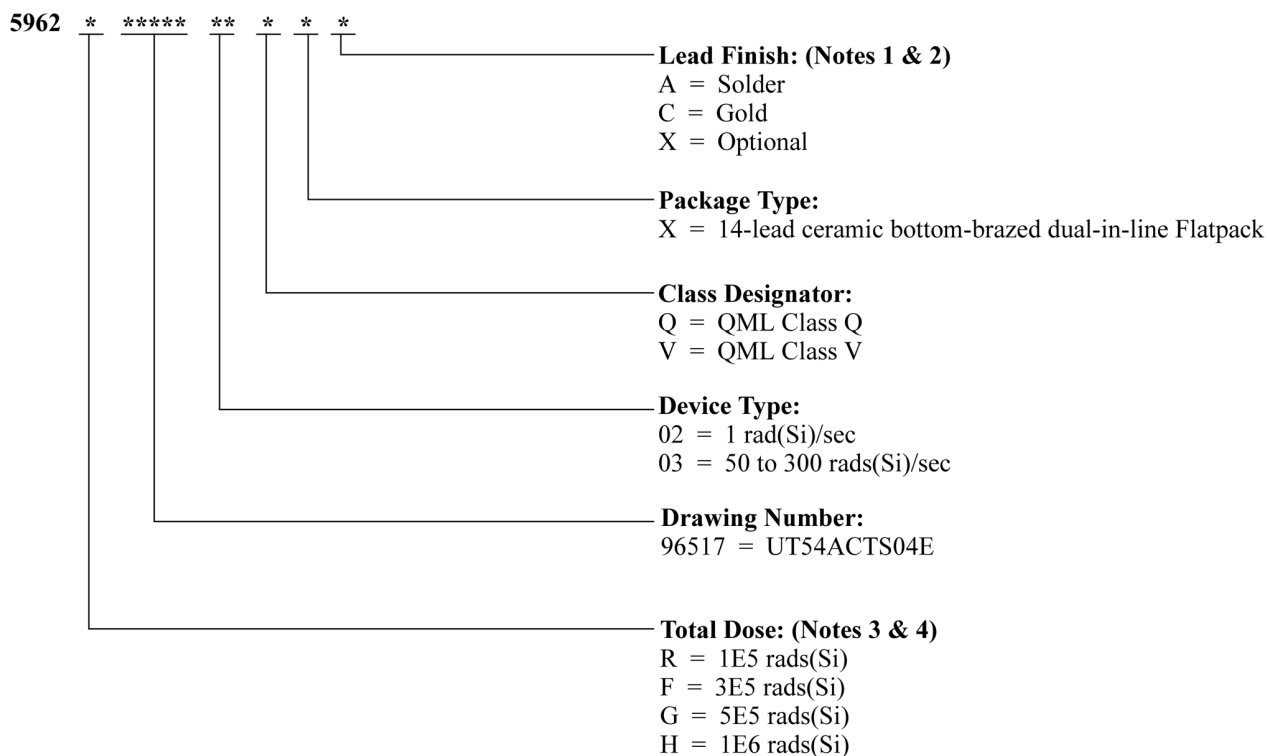 5962 * ***** ** * * *
Lead Finish: (Notes 1 & 2)
A = Solder
C = Gold
X = Optional
Package Type:
X = 14-lead ceramic bottom-brazed dual-in-line Flatpack
Class Designator:
Q = QML Class Q
V = QML Class V
Device Type:
02 = 1 rad(Si)/sec
03 = 50 to 300 rads(Si)/sec
Drawing Number:
96517 = UT54ACTS04E
Total Dose: (Notes 3 & 4)
R = 1E5 rads(Si)
F = 3E5 rads(Si)
G = 5E5 rads(Si)
H = 1E6 rads(Si)